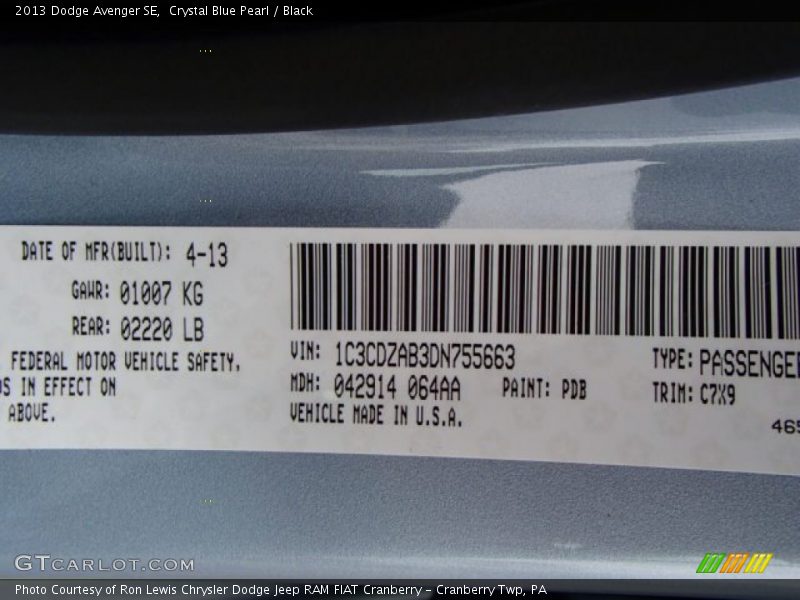 2013 Dodge Avenger SE, Crystal Blue Pearl / Black
DATE OF MFR(BUILT): 4-13
GAWR: 01007 KG
REAR: 02220 LB
FEDERAL MOTOR VEHICLE SAFETY,
IN EFFECT ON
ABOVE.
VIN: 1C3CDZAB3DN755663
MDH: 042914 064AA PAINT: PDB
VEHICLE MADE IN U.S.A.
TYPE: PASSENGER
TRIM: C7X9
465
GTCARLOT.COM
Photo Courtesy of Ron Lewis Chrysler Dodge Jeep RAM FIAT Cranberry – Cranberry Twp, PA